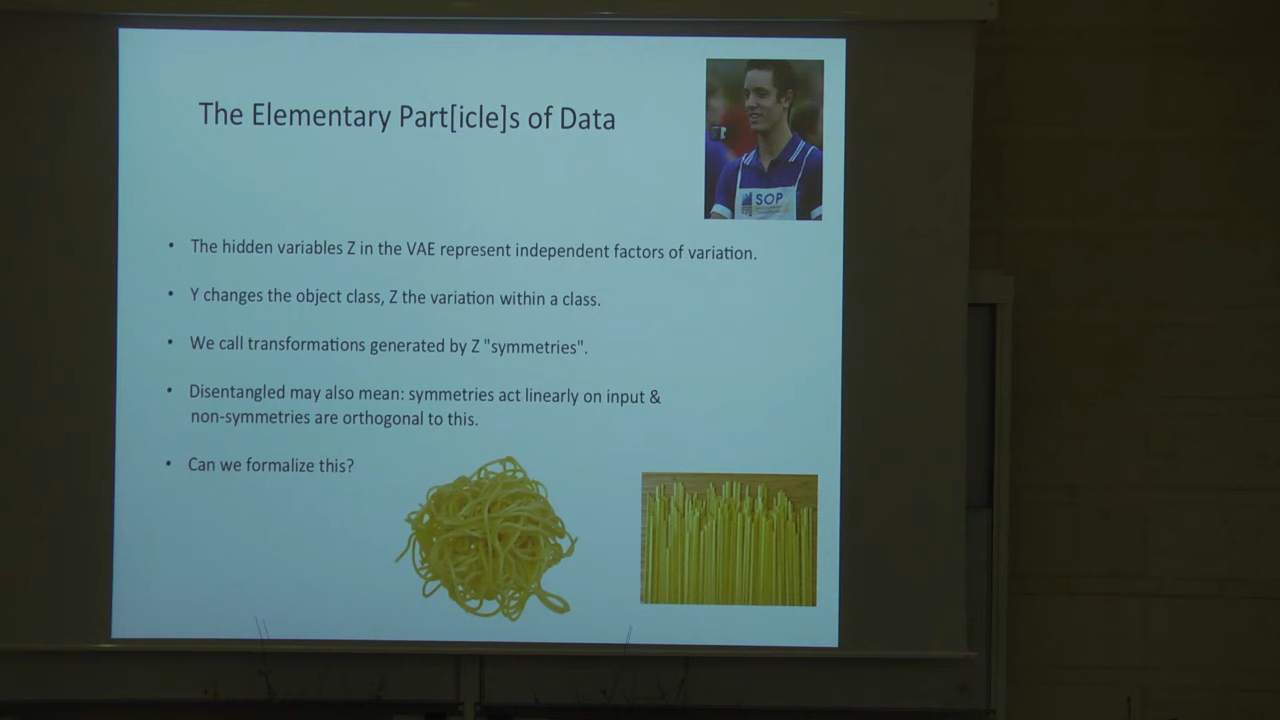 The Elementary Part[icle]s of Data
SOP
• The hidden variables Z in the VAE represent independent factors of variation.
• Y changes the object class, Z the variation within a class.
• We call transformations generated by Z "symmetries".
• Disentangled may also mean: symmetries act linearly on input &
non-symmetries are orthogonal to this.
• Can we formalize this?